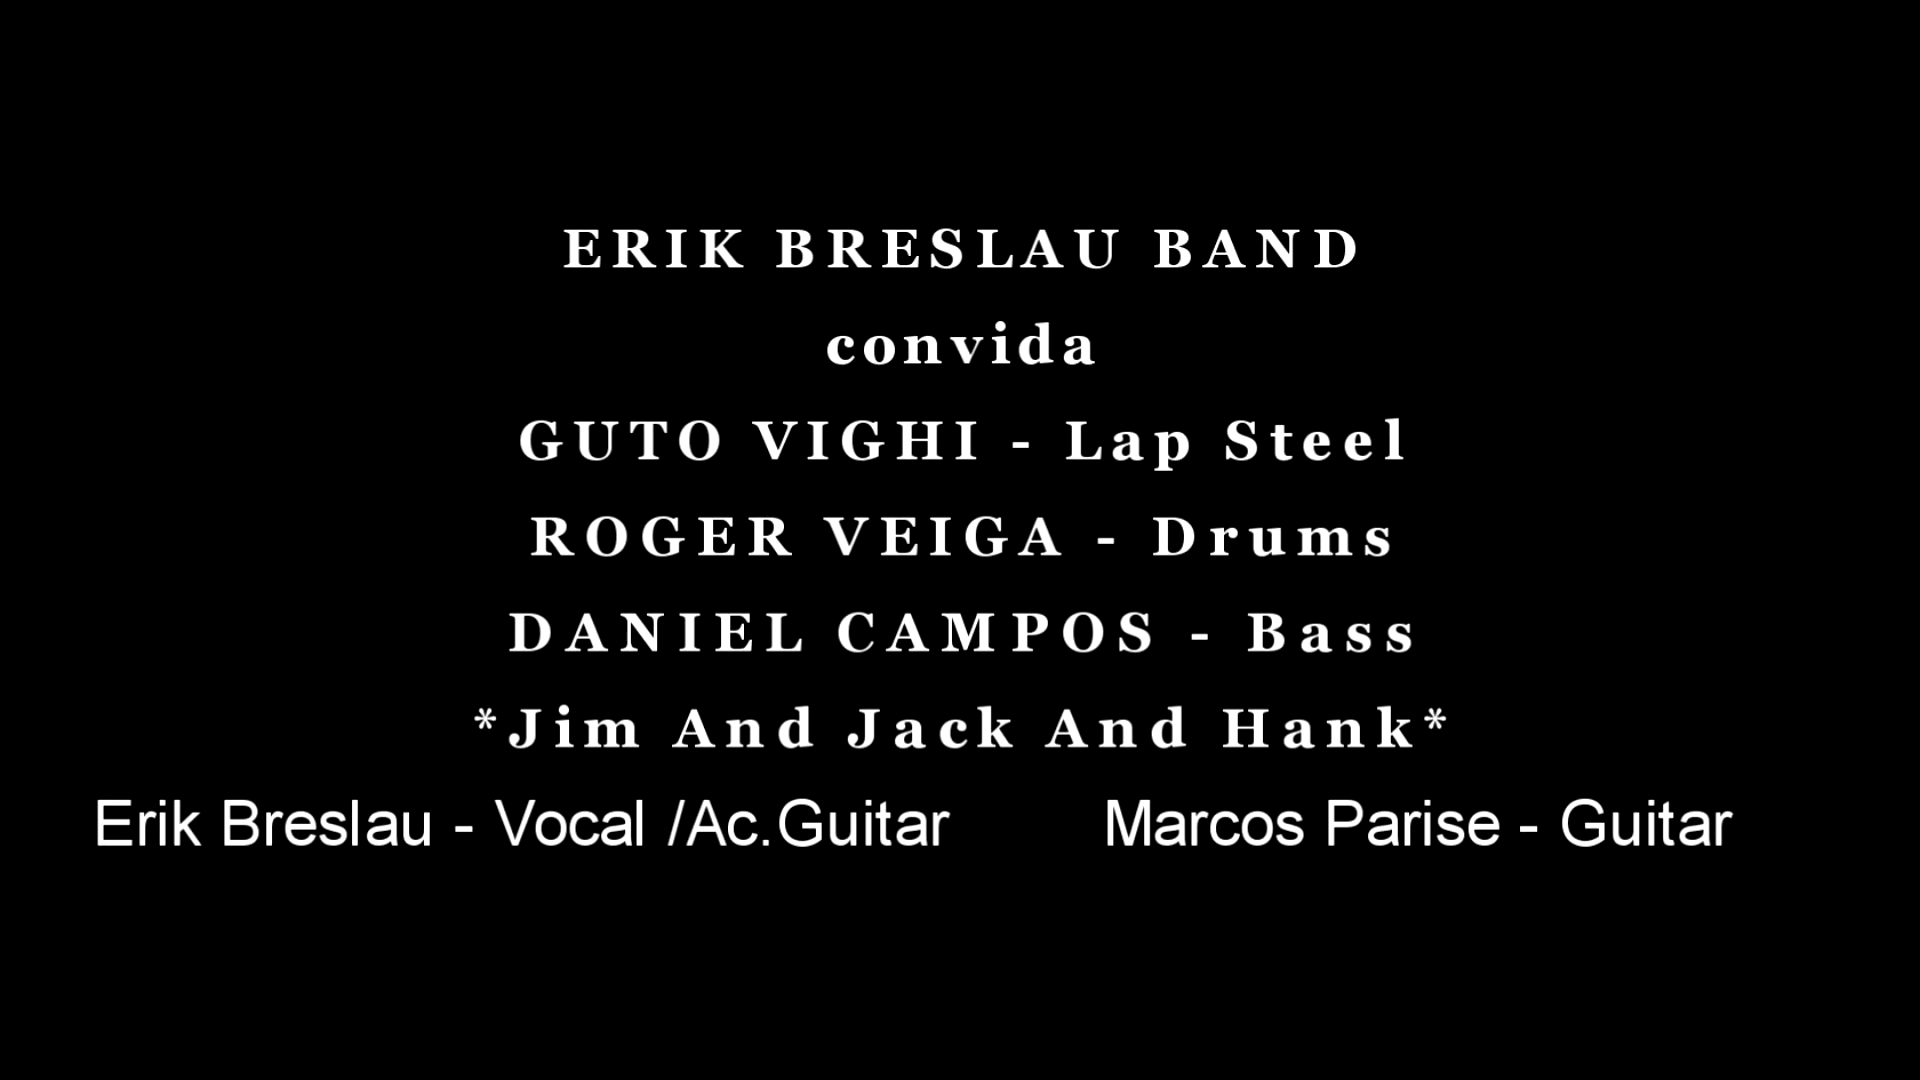 ERIK BRESLAU BAND
convida
GUTO VIGHI - Lap Steel
ROGER VEIGA - Drums
DANIEL CAMPOS - Bass
*Jim And Jack And Hank*
Erik Breslau - Vocal /Ac.Guitar Marcos Parise - Guitar